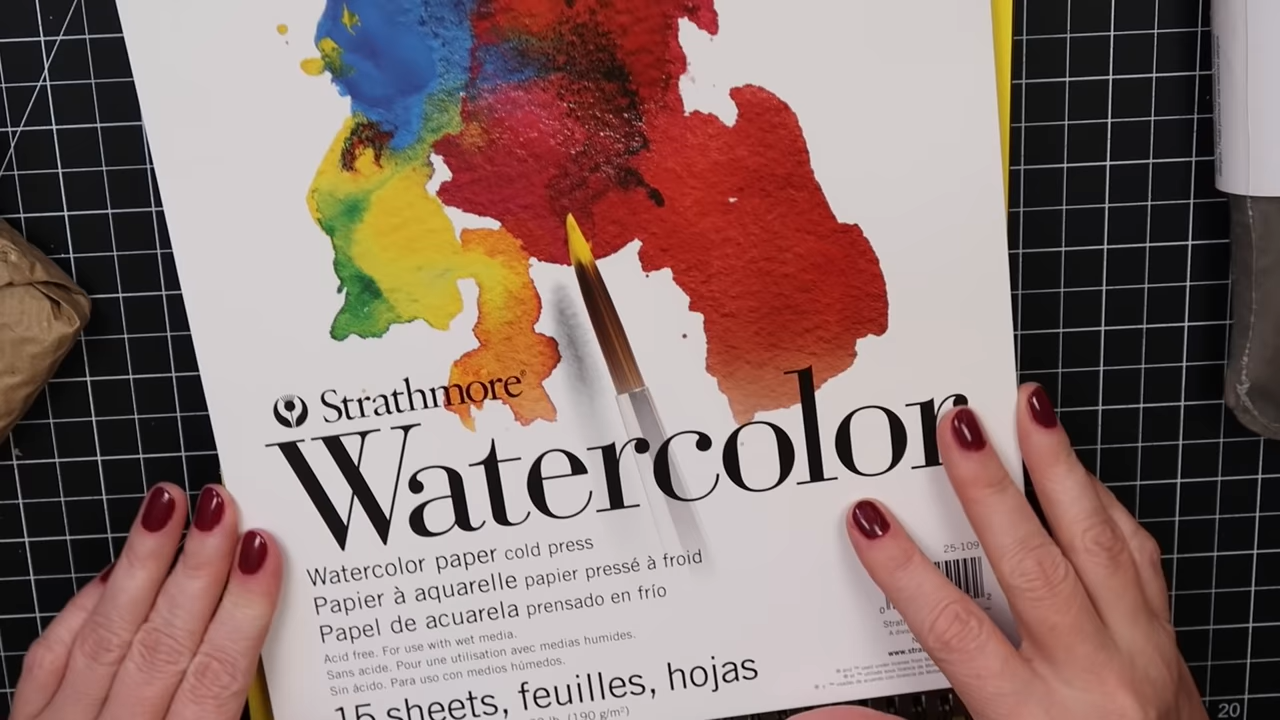 Strathmore®
Watercolor
Watercolor paper cold press
Papier à aquarelle papier pressé à froid
Papel de acuarela prensado en frío
Acid free. For use with wet media.
Sans acide. Pour une utilisation avec medias humides.
Sin ácido. Para uso con medios húmedos.
15 sheets, feuilles, hojas
lb. (190 g/m²)
25-109
20